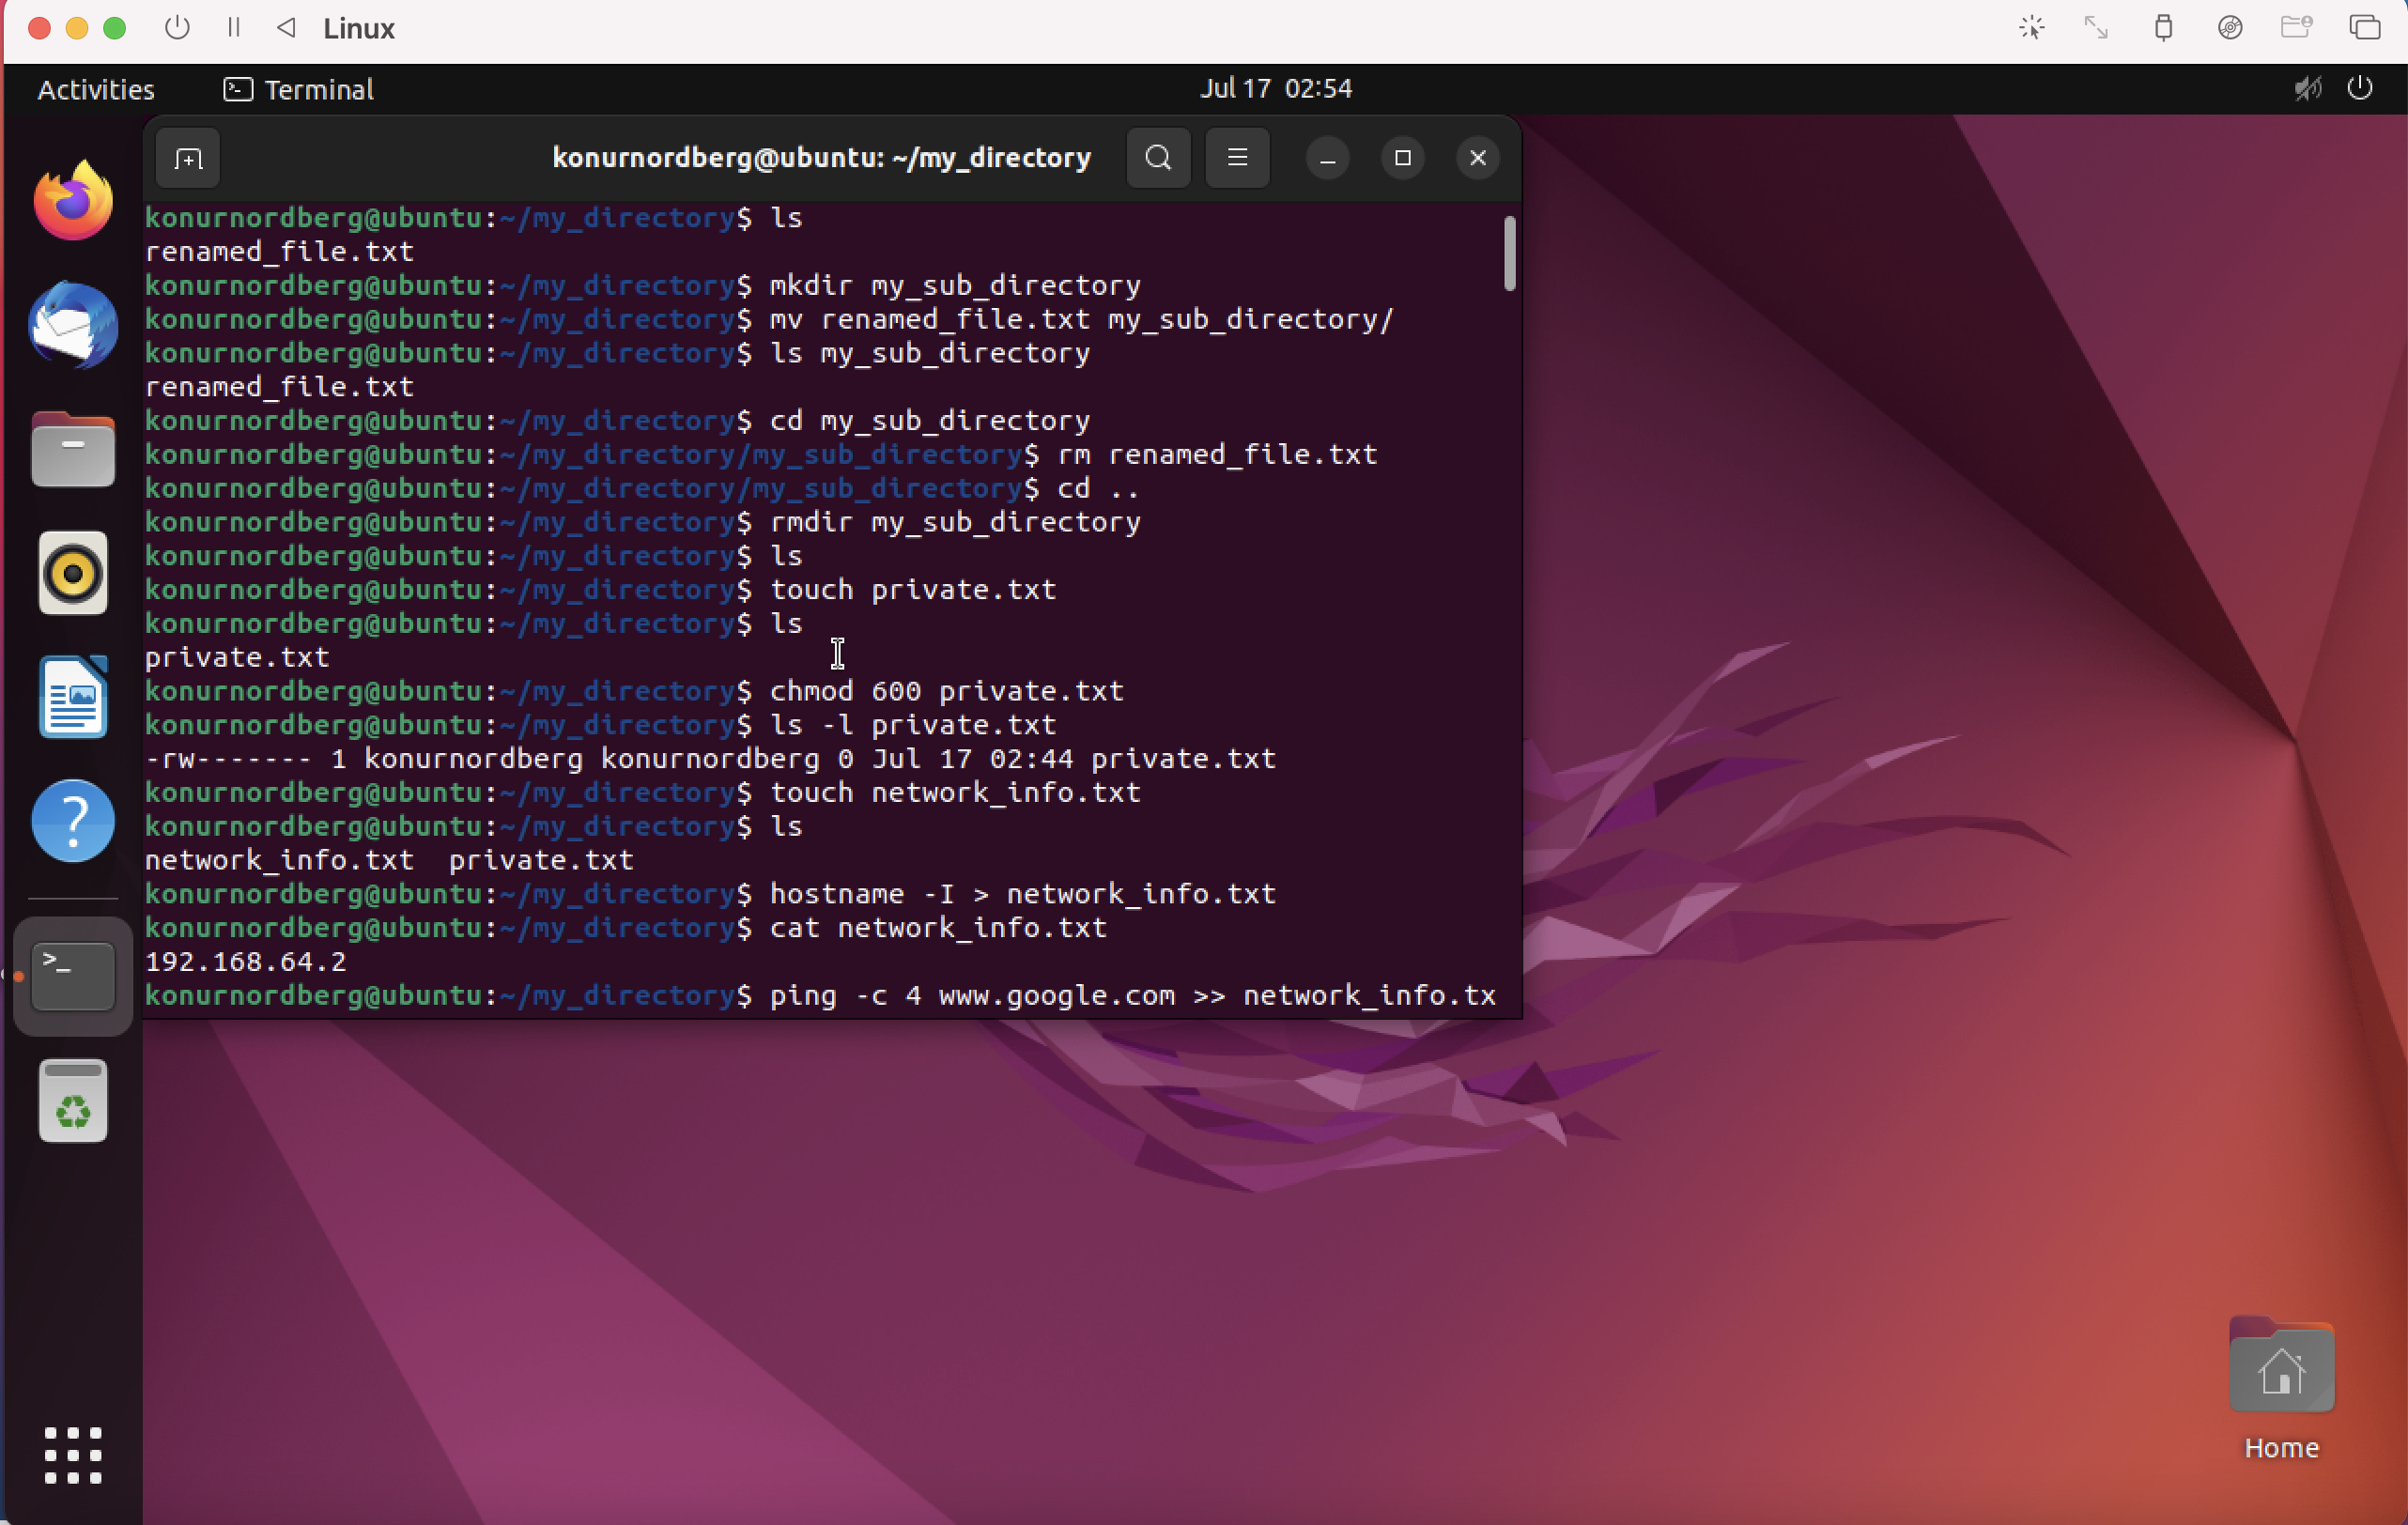 Linux
Activities Terminal Jul 17 02:54
konurnordberg@ubuntu: ~/my_directory
konurnordberg@ubuntu:~/my_directory$ ls
renamed_file.txt
konurnordberg@ubuntu:~/my_directory$ mkdir my_sub_directory
konurnordberg@ubuntu:~/my_directory$ mv renamed_file.txt my_sub_directory/
konurnordberg@ubuntu:~/my_directory$ ls my_sub_directory
renamed_file.txt
konurnordberg@ubuntu:~/my_directory$ cd my_sub_directory
konurnordberg@ubuntu:~/my_directory/my_sub_directory$ rm renamed_file.txt
konurnordberg@ubuntu:~/my_directory/my_sub_directory$ cd ..
konurnordberg@ubuntu:~/my_directory$ rmdir my_sub_directory
konurnordberg@ubuntu:~/my_directory$ ls
konurnordberg@ubuntu:~/my_directory$ touch private.txt
konurnordberg@ubuntu:~/my_directory$ ls
private.txt
konurnordberg@ubuntu:~/my_directory$ chmod 600 private.txt
konurnordberg@ubuntu:~/my_directory$ ls -l private.txt
-rw------- 1 konurnordberg konurnordberg 0 Jul 17 02:44 private.txt
konurnordberg@ubuntu:~/my_directory$ touch network_info.txt
konurnordberg@ubuntu:~/my_directory$ ls
network_info.txt  private.txt
konurnordberg@ubuntu:~/my_directory$ hostname -I > network_info.txt
konurnordberg@ubuntu:~/my_directory$ cat network_info.txt
192.168.64.2
konurnordberg@ubuntu:~/my_directory$ ping -c 4 www.google.com >> network_info.tx
Home